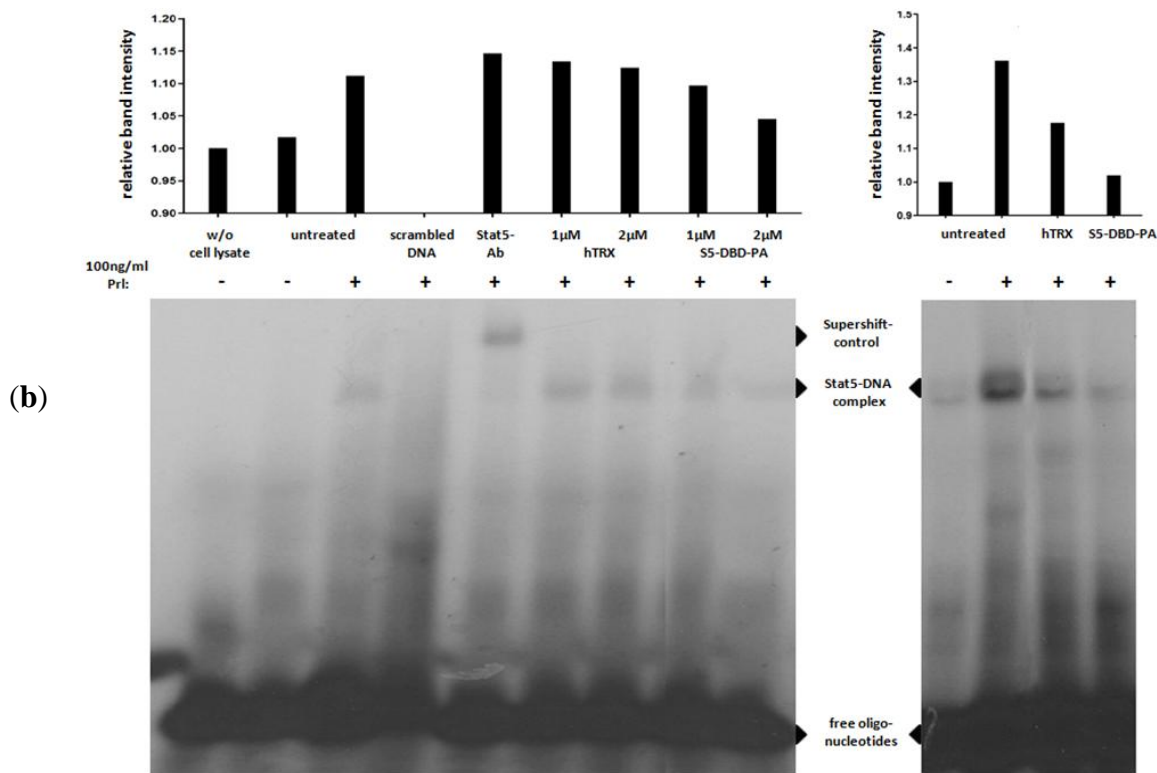 relative band intensity
1.20
1.15
1.10
1.05
1.00
0.95
0.90
w/o
cell lysate
untreated
scrambled
DNA
Stat5-
Ab
1µM
2µM
hTRX
1µM
2µM
S5-DBD-PA
relative band intensity
1.5
1.4
1.3
1.2
1.1
1.0
0.9
untreated
hTRX
S5-DBD-PA
100ng/ml
Prl:
- - + + + + + + +
- + + +
(b)
Supershift-
control
Stat5-DNA
complex
free oligo-
nucleotides